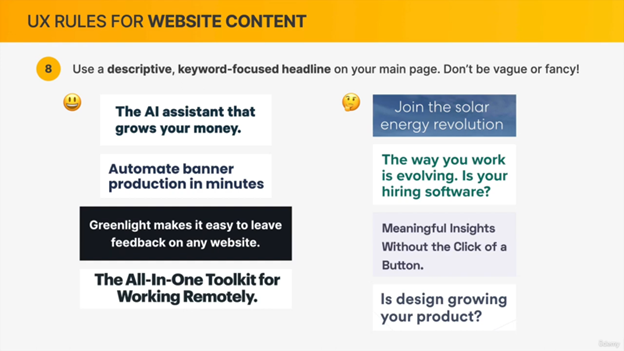 UX RULES FOR WEBSITE CONTENT
8 Use a descriptive, keyword-focused headline on your main page. Don't be vague or fancy!
The AI assistant that
grows your money.
Automate banner
production in minutes
Greenlight makes it easy to leave
feedback on any website.
The All-In-One Toolkit for
Working Remotely.
Join the solar
energy revolution
The way you work
is evolving. Is your
hiring software?
Meaningful Insights
Without the Click of a
Button.
Is design growing
your product?
Udemy